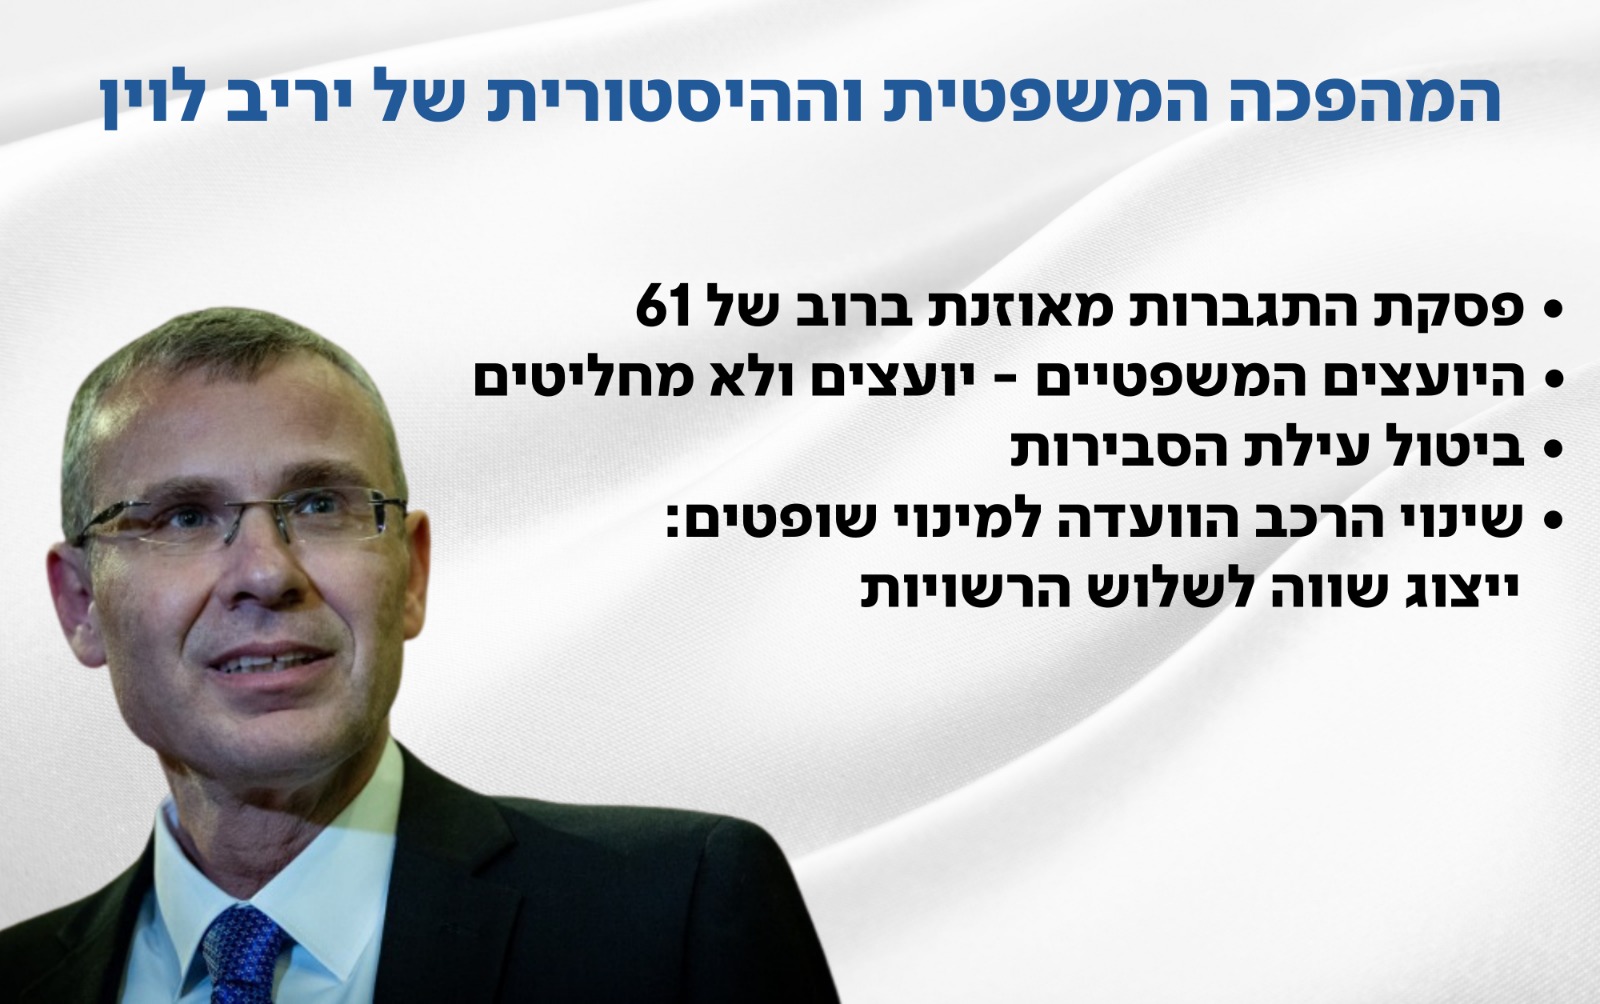 המהפכה המשפטית וההיסטורית של יריב לוין
• פסקת התגברות מאוזנת ברוב של 61
• היועצים המשפטיים - יועצים ולא מחליטים
• ביטול עילת הסבירות
• שינוי הרכב הוועדה למינוי שופטים:
ייצוג שווה לשלוש הרשויות